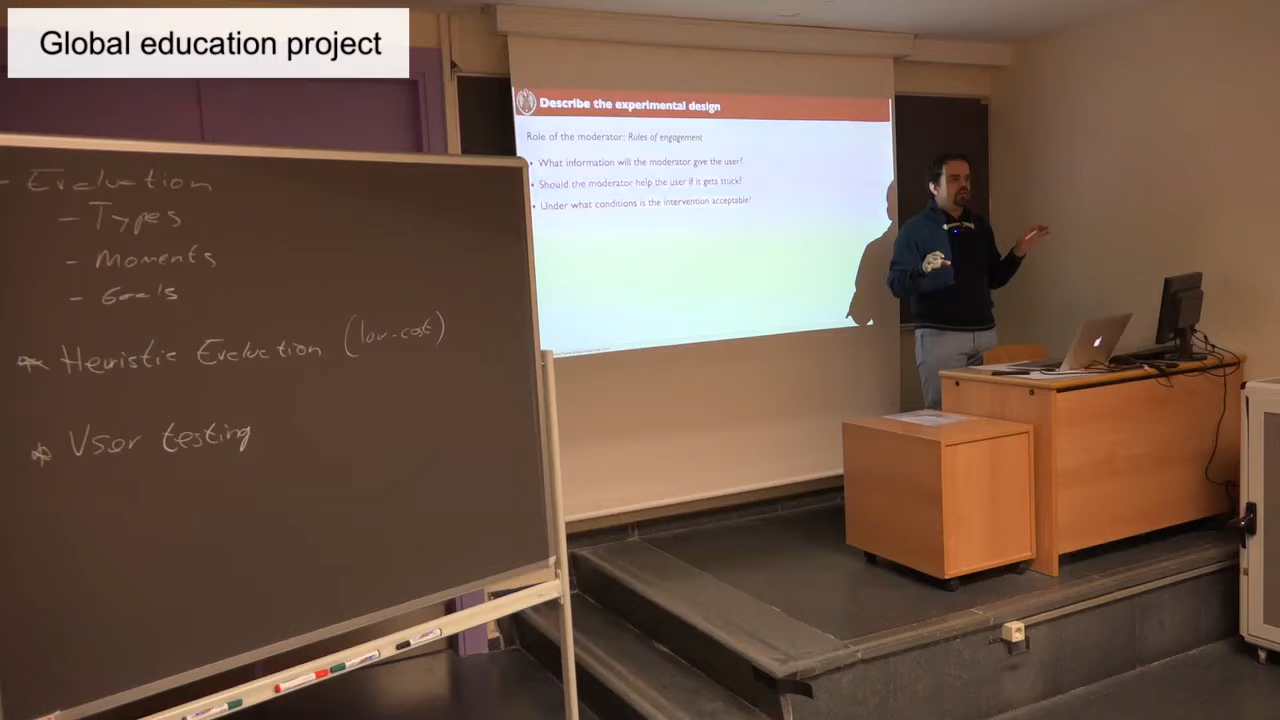 Global education project
Describe the experimental design
Role of the moderator: Rules of engagement
• What information will the moderator give the user?
• Should the moderator help the user if it gets stuck?
• Under what conditions is the intervention acceptable?
- Evaluation
- Types
- Moments
- Goals
* Heuristic Evaluation (low-cost)
* User testing